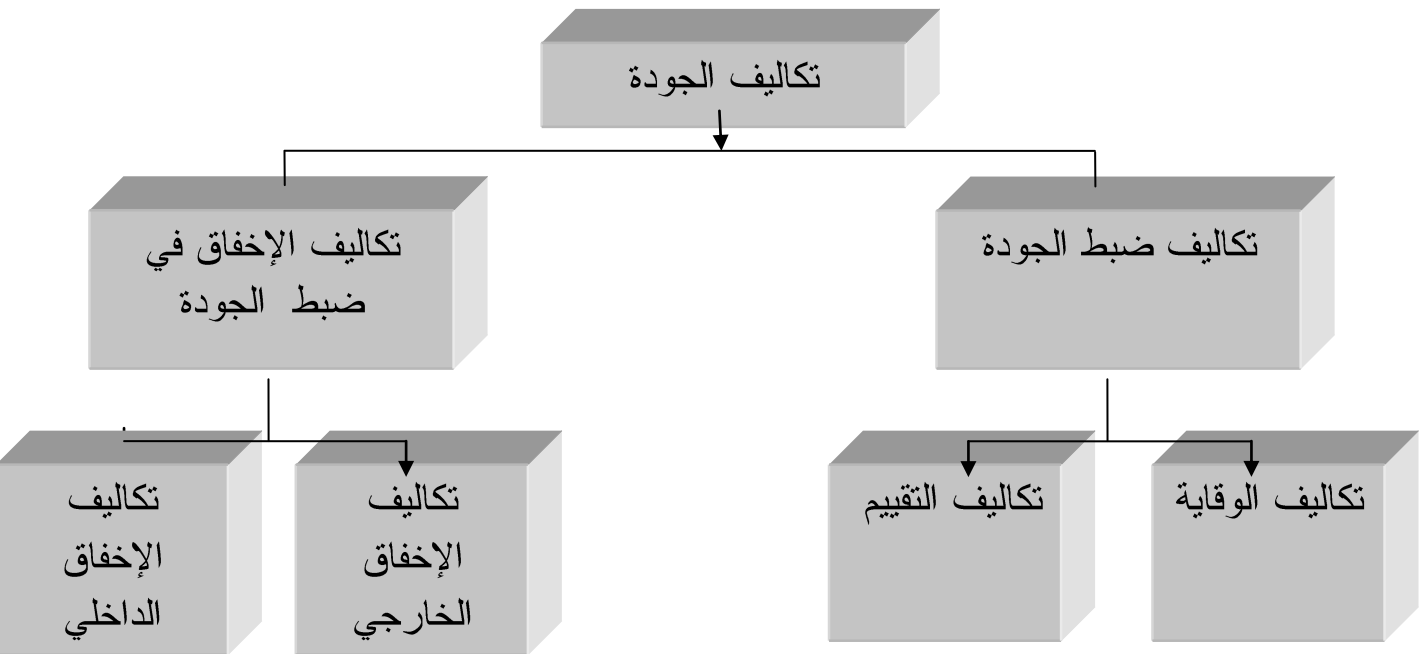 تكاليف الجودة
تكاليف ضبط الجودة
تكاليف الإخفاق في
ضبط الجودة
تكاليف الوقاية
تكاليف التقييم
تكاليف
الإخفاق
الخارجي
تكاليف
الإخفاق
الداخلي